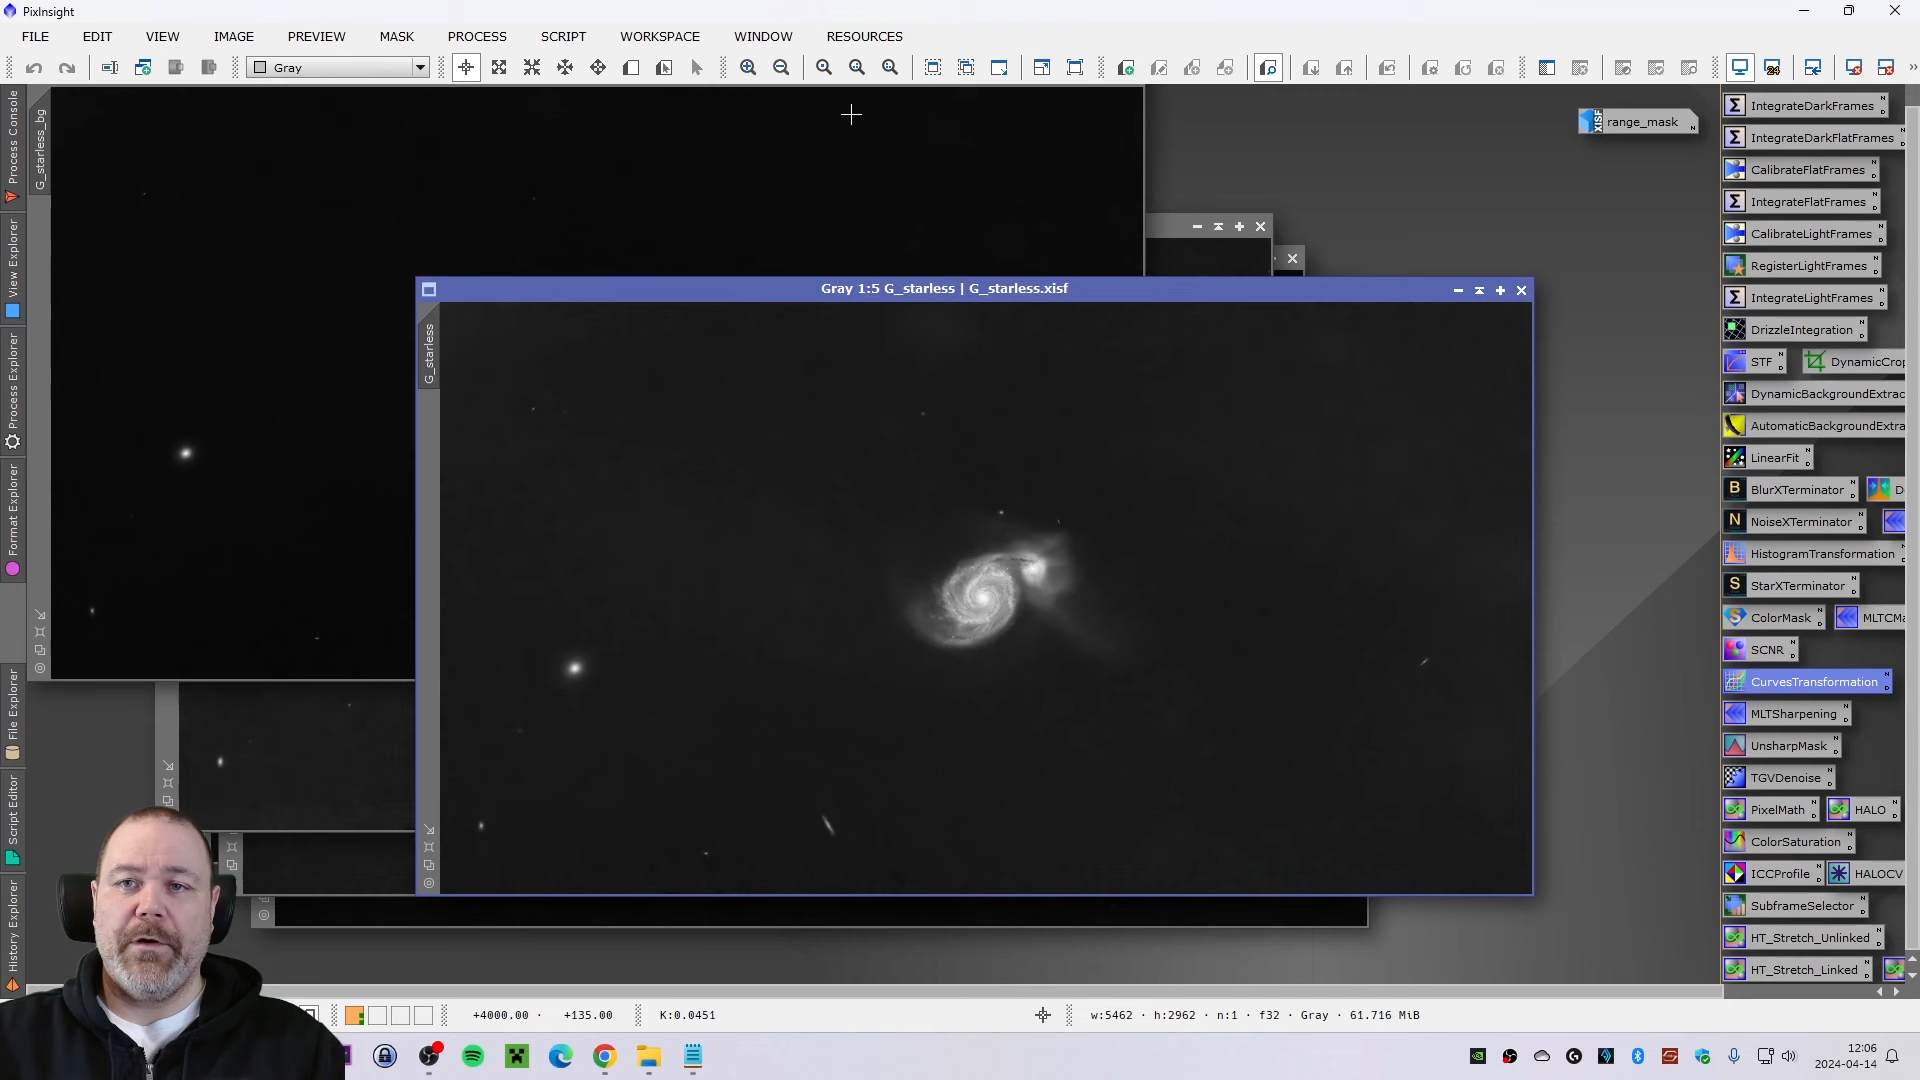 PixInsight
FILE EDIT VIEW IMAGE PREVIEW MASK PROCESS SCRIPT WORKSPACE WINDOW RESOURCES
Gray
24
Process Console
View Explorer
Process Explorer
Format Explorer
File Explorer
Script Editor
History Explorer
G_starless_bg
Gray 1:5 G_starless | G_starless.xisf
G_starless
XISF
range_mask
IntegrateDarkFrames
IntegrateDarkFlatFrames
CalibrateFlatFrames
IntegrateFlatFrames
CalibrateLightFrames
RegisterLightFrames
IntegrateLightFrames
DrizzleIntegration
STF DynamicCrop
DynamicBackgroundExtrac
AutomaticBackgroundExtra
LinearFit
B BlurXTerminator D
N NoiseXTerminator
HistogramTransformation
S StarXTerminator
ColorMask MLTCMa
SCNR
CurvesTransformation
MLTSharpening
UnsharpMask
TGVDenoise
PixelMath HALO
ColorSaturation
ICCProfile HALOCV
SubframeSelector
HT_Stretch_Unlinked
HT_Stretch_Linked
+4000.00 · +135.00 K:0.0451
w:5462 · h:2962 · n:1 · f32 · Gray · 61.716 MiB
12:06
2024-04-14